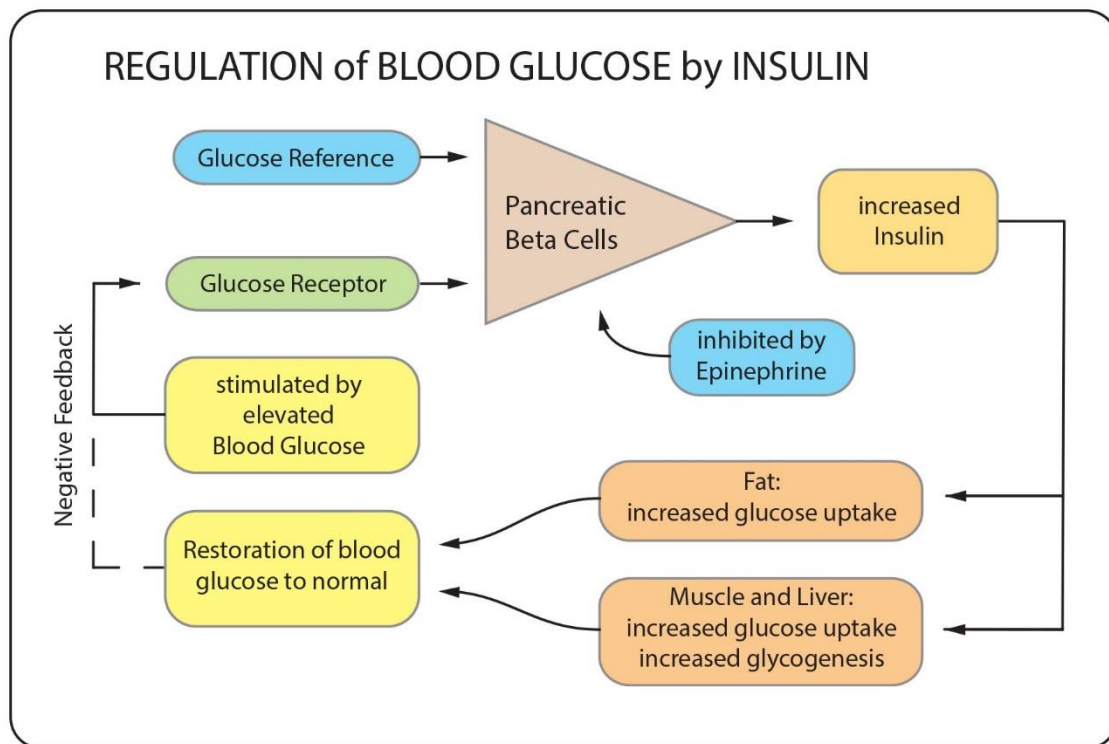 REGULATION of BLOOD GLUCOSE by INSULIN
Glucose Reference
Pancreatic
Beta Cells
increased
Insulin
Glucose Receptor
inhibited by
Epinephrine
Negative Feedback
stimulated by
elevated
Blood Glucose
Fat:
increased glucose uptake
Restoration of blood
glucose to normal
Muscle and Liver:
increased glucose uptake
increased glycogenesis